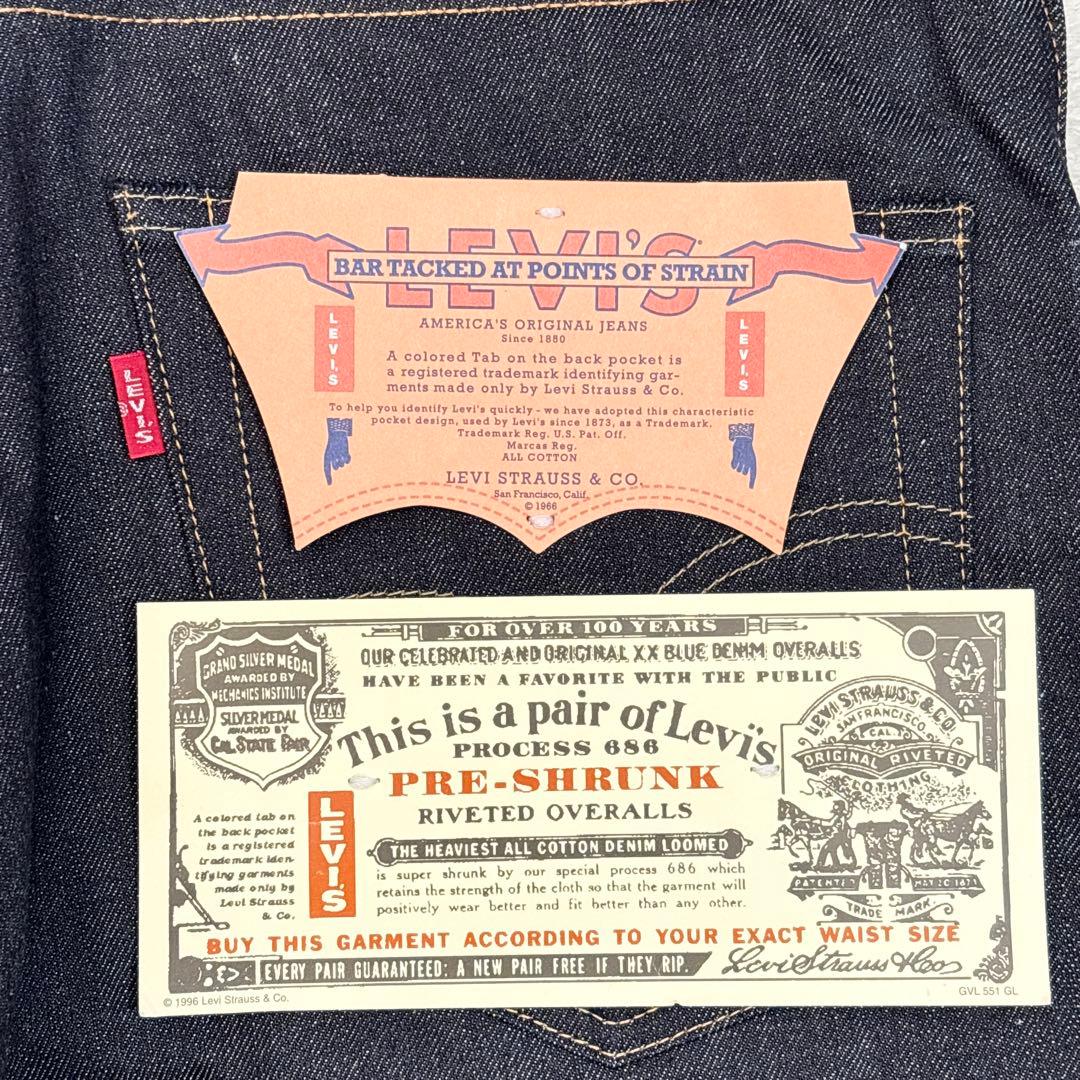 LEVI'S
BAR TACKED AT POINTS OF STRAIN
AMERICA'S ORIGINAL JEANS
Since 1880
LEVI'S
LEVI'S
A colored Tab on the back pocket is
a registered trademark identifying gar-
ments made only by Levi Strauss & Co.
To help you identify Levi's quickly - we have adopted this characteristic
pocket design, used by Levi's since 1873, as a Trademark.
Trademark Reg. U.S. Pat. Off.
Marcas Reg.
ALL COTTON
LEVI STRAUSS & CO.
San Francisco, Calif.
© 1966
LEVI'S
®
FOR OVER 100 YEARS
OUR CELEBRATED AND ORIGINAL XX BLUE DENIM OVERALLS
HAVE BEEN A FAVORITE WITH THE PUBLIC
GRAND SILVER MEDAL
AWARDED BY
MECHANICS INSTITUTE
SILVER MEDAL
AWARDED BY
CAL. STATE FAIR
This is a pair of Levi's
PROCESS 686
PRE-SHRUNK
RIVETED OVERALLS
LEVI STRAUSS & CO.
SAN FRANCISCO,
CAL.
ORIGINAL RIVETED
CLOTHING
PATENTED
MAY 20 1873
TRADE MARK.
A colored tab on
the back pocket
is a registered
trademark iden-
tifying garments
made only by
Levi Strauss
& Co.
LEVI'S
THE HEAVIEST ALL COTTON DENIM LOOMED
is super shrunk by our special process 686 which
retains the strength of the cloth so that the garment will
positively wear better and fit better than any other.
BUY THIS GARMENT ACCORDING TO YOUR EXACT WAIST SIZE
EVERY PAIR GUARANTEED: A NEW PAIR FREE IF THEY RIP.
Levi Strauss & Co
© 1996 Levi Strauss & Co.
GVL 551 GL